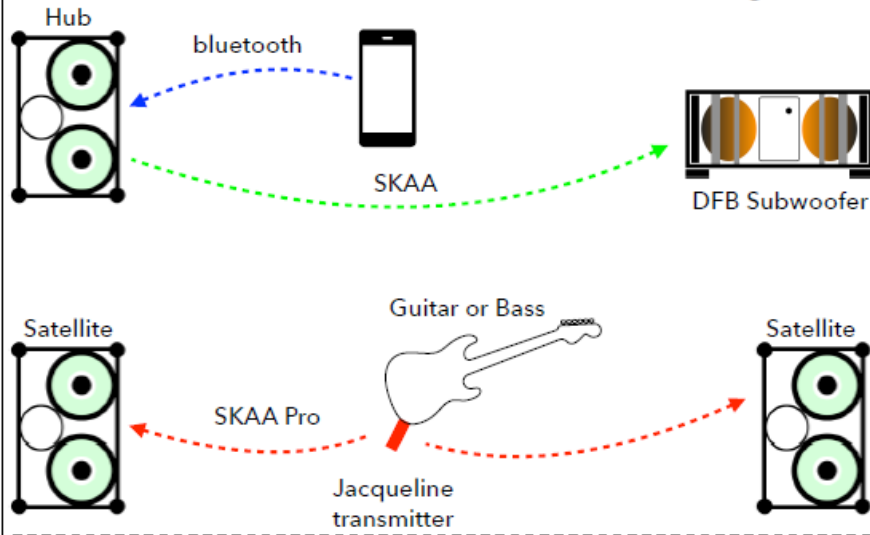 Hub
bluetooth
SKAA
DFB Subwoofer
Guitar or Bass
Satellite
Satellite
SKAA Pro
Jacqueline
transmitter